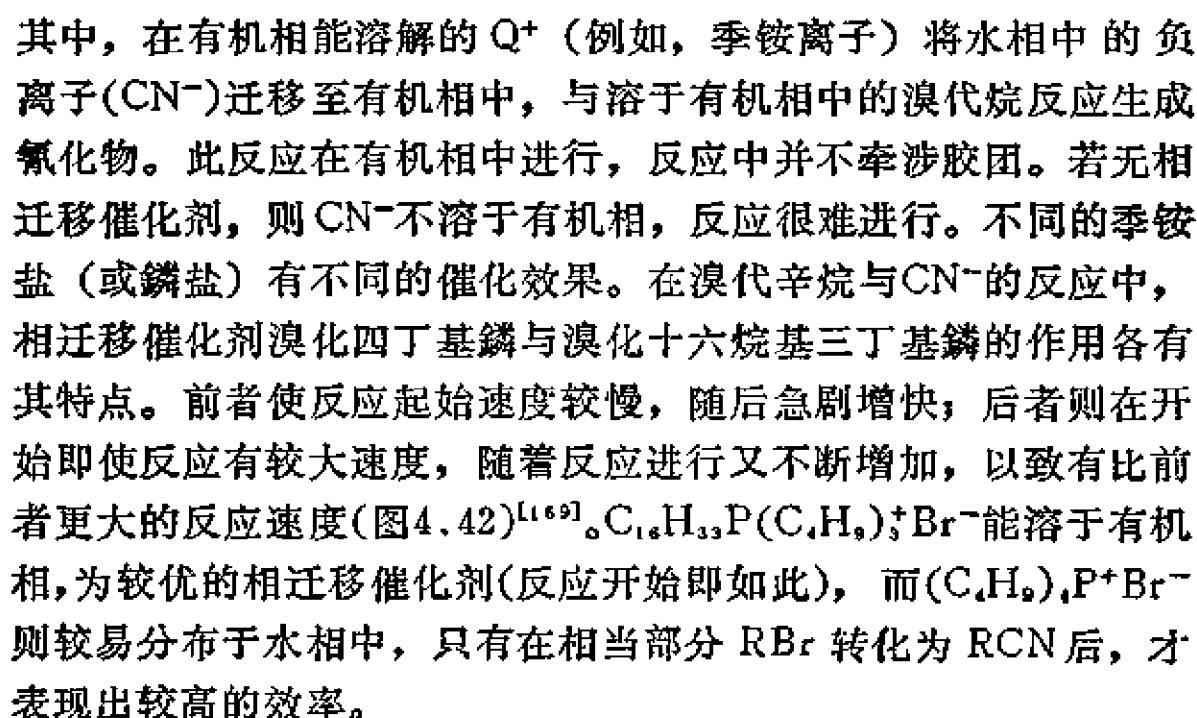 其中，在有机相能溶解的 Q⁺（例如，季铵离子）将水相中的负
离子(CN⁻)迁移至有机相中，与溶于有机相中的溴代烷反应生成
氰化物。此反应在有机相中进行，反应中并不牵涉胶团。若无相
迁移催化剂，则 CN⁻不溶于有机相，反应很难进行。不同的季铵
盐（或鏻盐）有不同的催化效果。在溴代辛烷与CN⁻的反应中，
相迁移催化剂溴化四丁基鏻与溴化十六烷基三丁基鏻的作用各有
其特点。前者使反应起始速度较慢，随后急剧增快；后者则在开
始即使反应有较大速度，随着反应进行又不断增加，以致有比前
者更大的反应速度(图4.42)[169]。C₁₆H₃₃P(C₄H₉)₃⁺Br⁻能溶于有机
相，为较优的相迁移催化剂(反应开始即如此)，而(C₄H₉)₄P⁺Br⁻
则较易分布于水相中，只有在相当部分 RBr 转化为 RCN 后，才
表现出较高的效率。